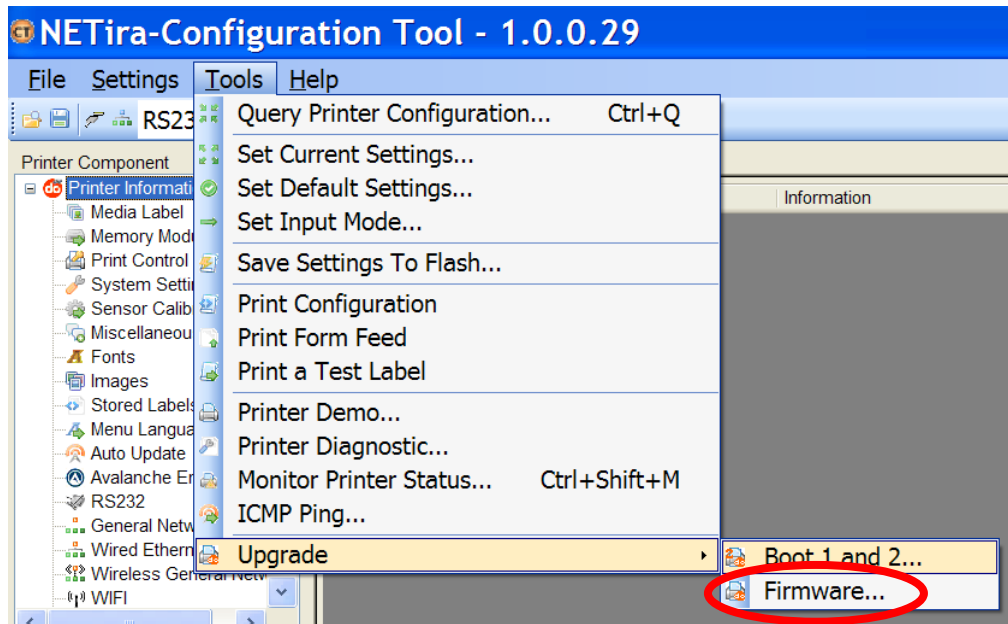 CT NETira-Configuration Tool - 1.0.0.29
File Settings Tools Help
RS23
Query Printer Configuration... Ctrl+Q
Set Current Settings...
Set Default Settings...
Set Input Mode...
Save Settings To Flash...
Print Configuration
Print Form Feed
Print a Test Label
Printer Demo...
Printer Diagnostic...
Monitor Printer Status... Ctrl+Shift+M
ICMP Ping...
Upgrade
Boot 1 and 2...
Firmware...
Printer Component
Printer Informati
Media Label
Memory Modu
Print Control
System Setti
Sensor Calib
Miscellaneou
Fonts
Images
Stored Labels
Menu Langua
Auto Update
Avalanche En
RS232
General Netw
Wired Ethern
Wireless General Netw
WIFI
Information